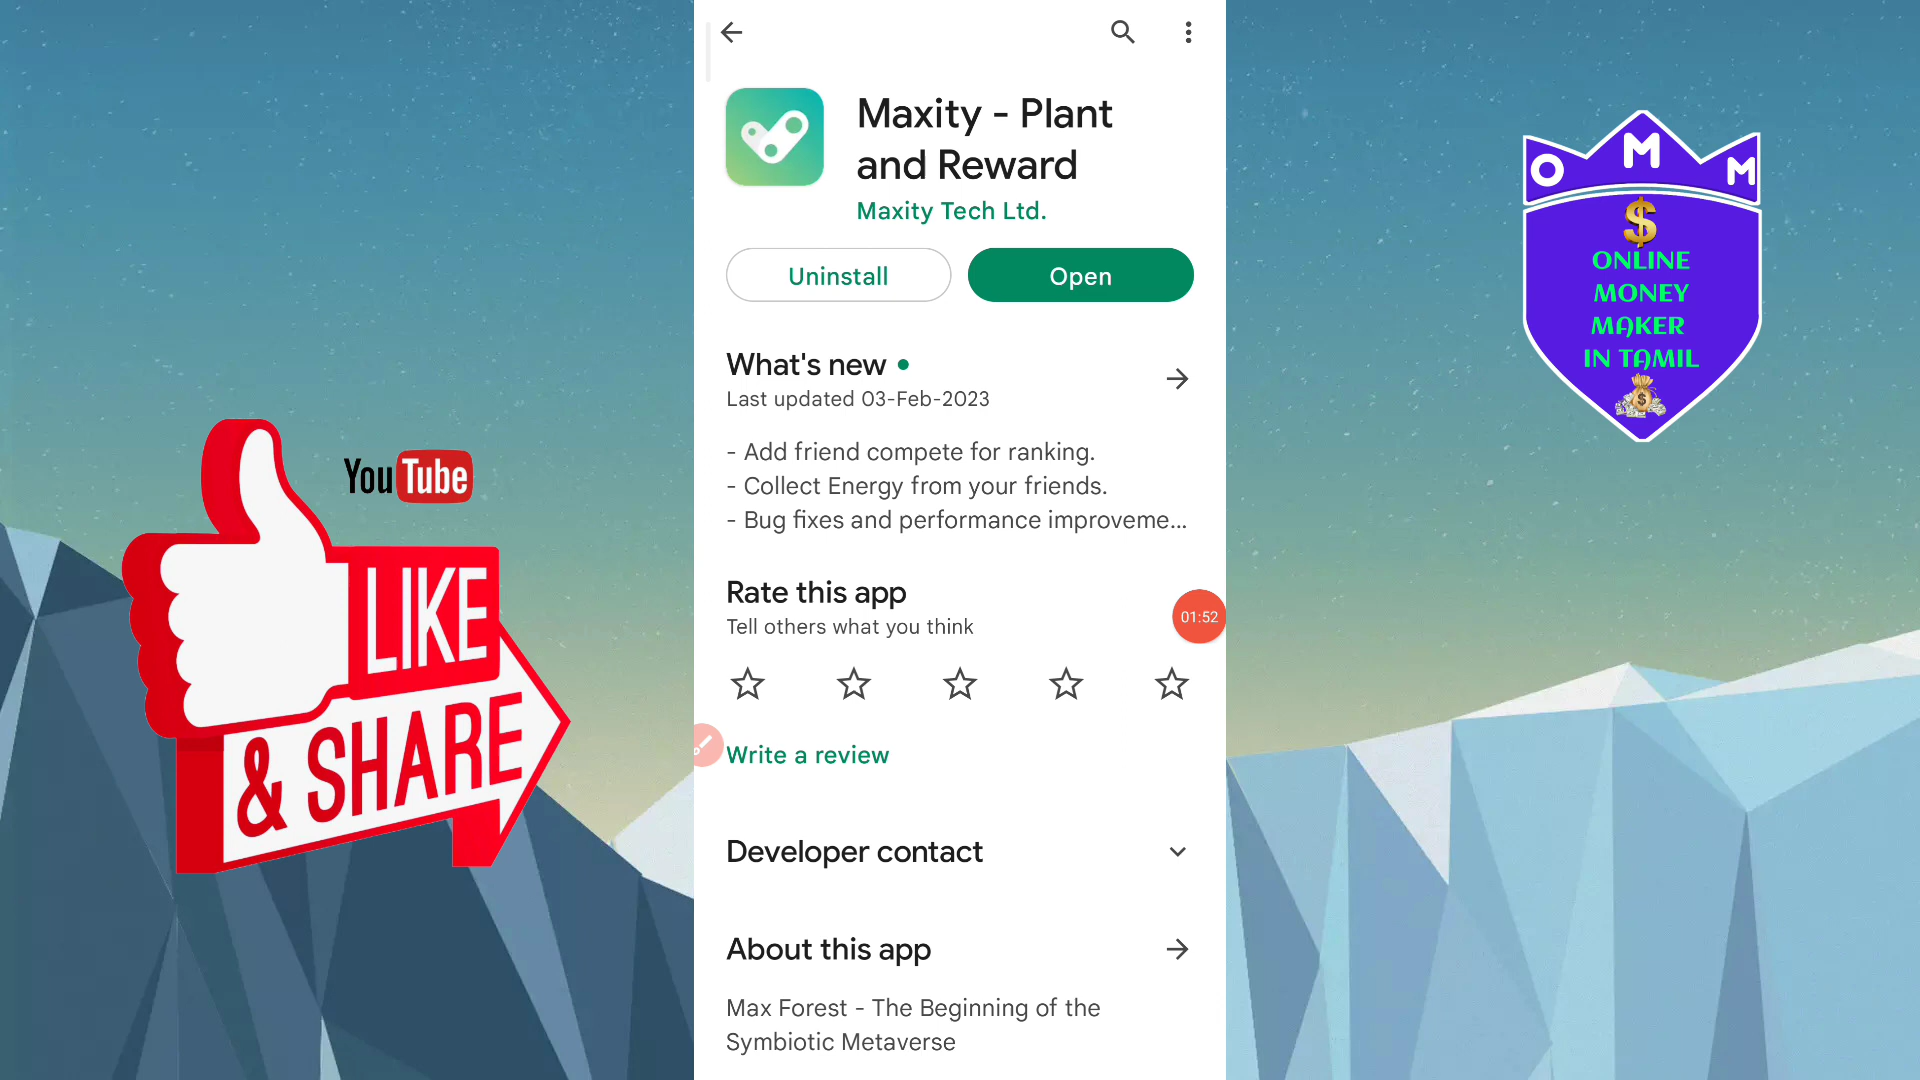 Maxity - Plant
and Reward
Maxity Tech Ltd.
Uninstall
Open
What's new
Last updated 03-Feb-2023
- Add friend compete for ranking.
- Collect Energy from your friends.
- Bug fixes and performance improveme...
Rate this app
Tell others what you think
01:52
Write a review
Developer contact
About this app
Max Forest - The Beginning of the
Symbiotic Metaverse
YouTube
LIKE
& SHARE
O M M
$
ONLINE
MONEY
MAKER
IN TAMIL
$